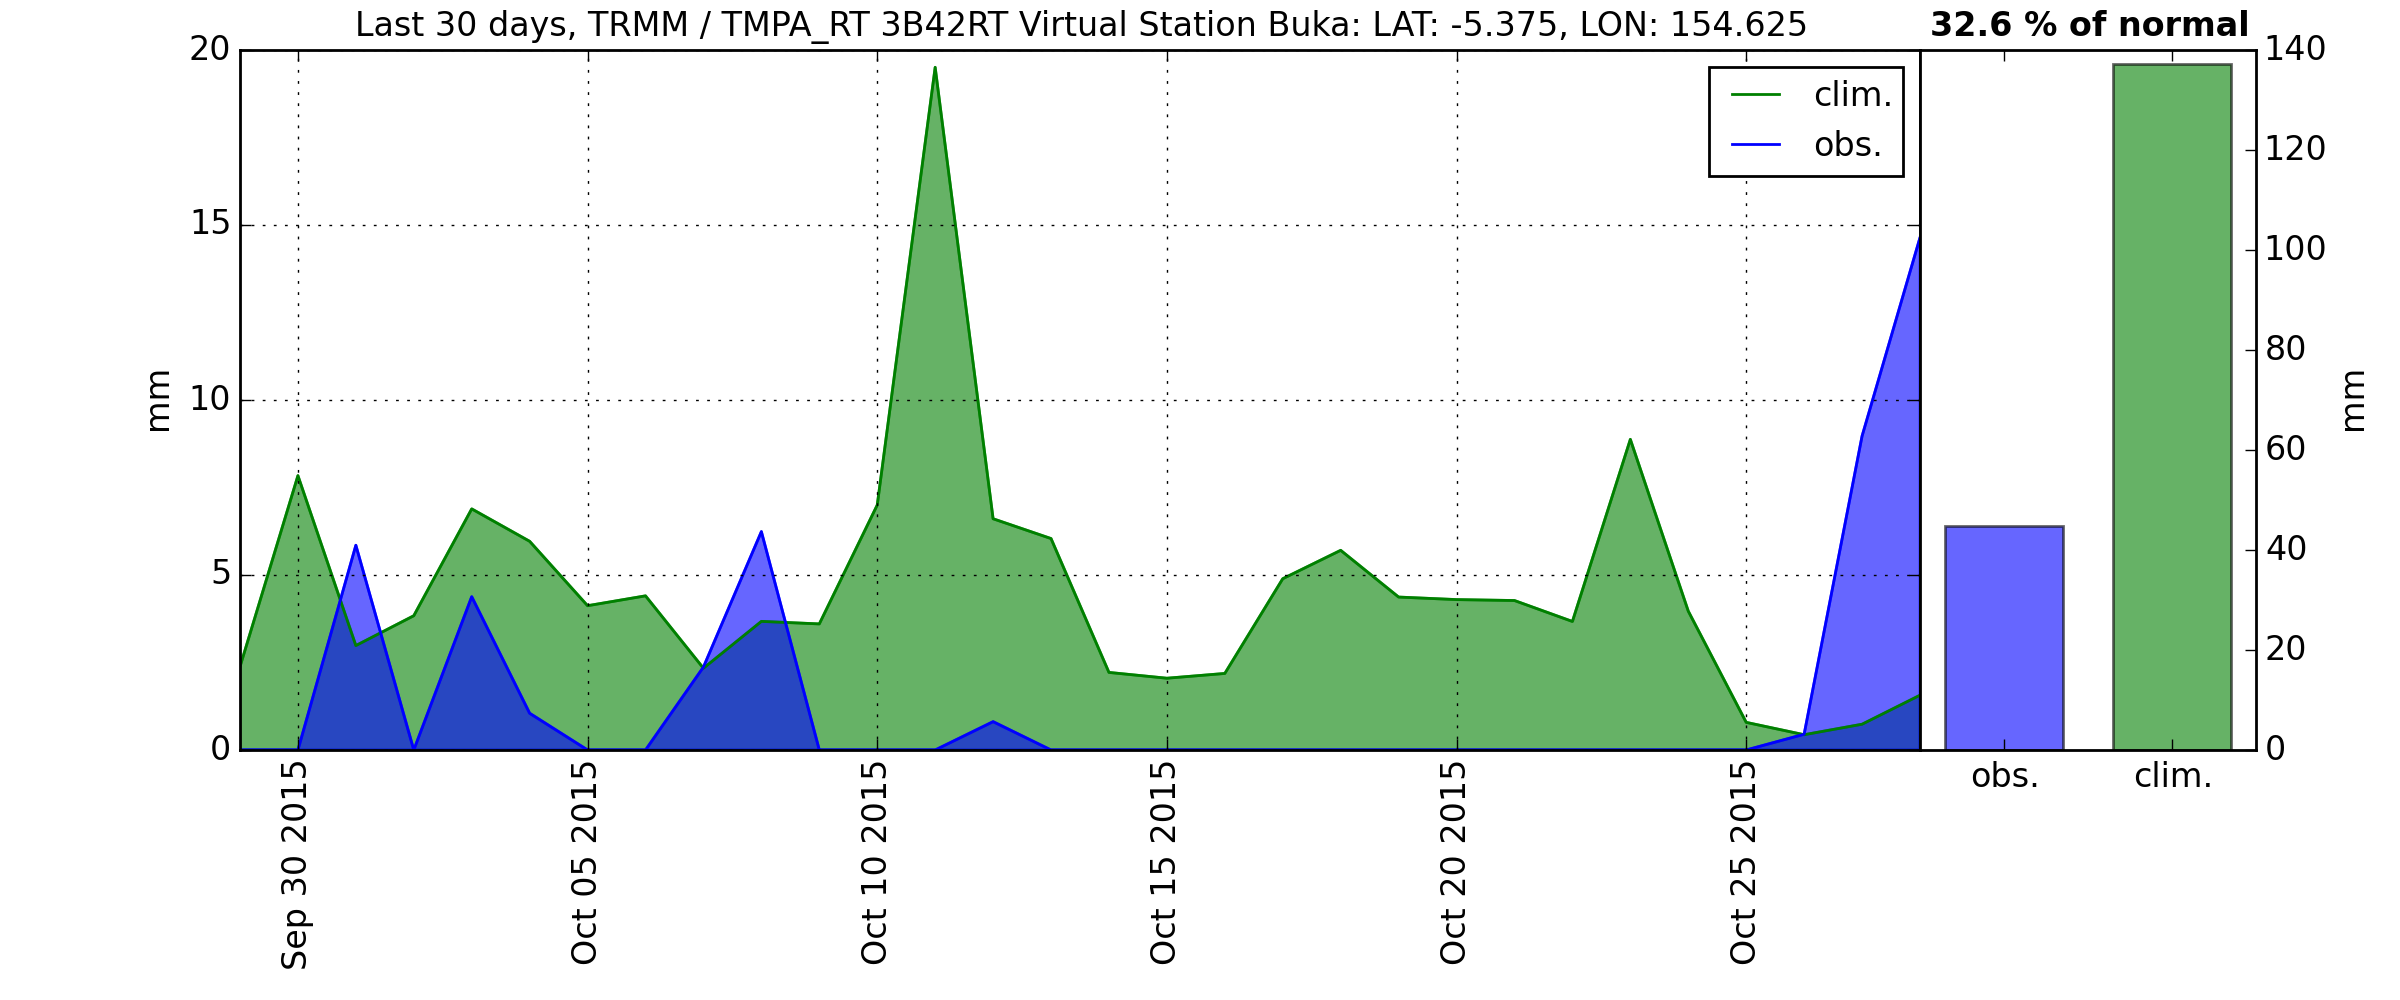 Last 30 days, TRMM / TMPA_RT 3B42RT Virtual Station Buka: LAT: -5.375, LON: 154.625
32.6 % of normal
20
15
10
5
0
mm
clim.
obs.
Sep 30 2015
Oct 05 2015
Oct 10 2015
Oct 15 2015
Oct 20 2015
Oct 25 2015
obs.
clim.
140
120
100
80
60
40
20
0
mm